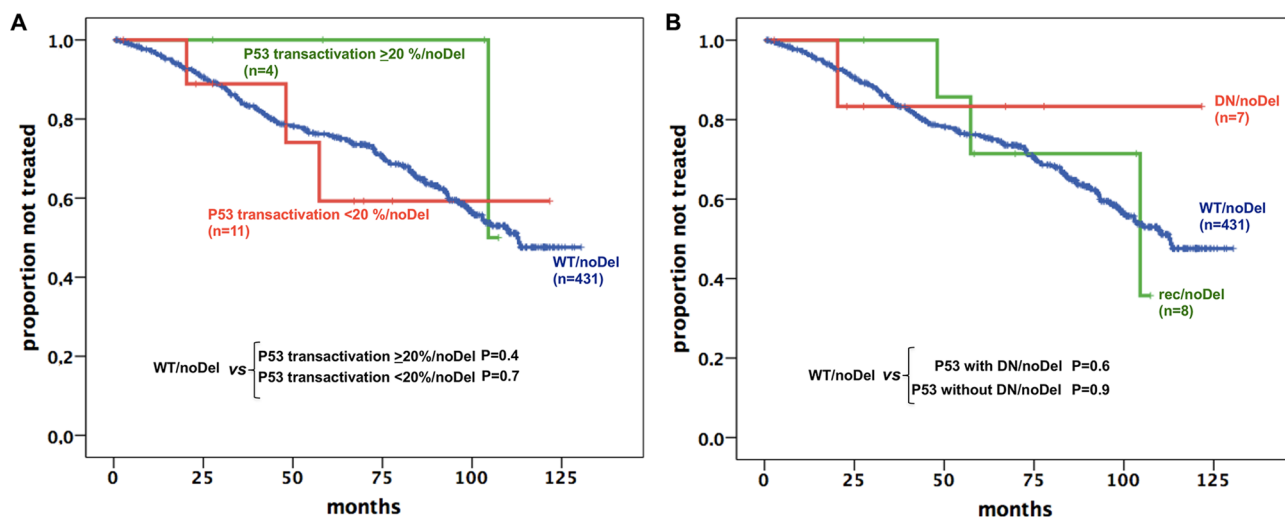 A
proportion not treated
1.0
0,8
0,6
0,4
0,2
0,0
P53 transactivation ≥20 %/noDel
(n=4)
P53 transactivation <20 %/noDel
(n=11)
WT/noDel
(n=431)
WT/noDel vs
P53 transactivation ≥20%/noDel P=0.4
P53 transactivation <20%/noDel P=0.7
0 25 50 75 100 125
months
B
proportion not treated
1.0
0,8
0,6
0,4
0,2
0,0
DN/noDel
(n=7)
WT/noDel
(n=431)
rec/noDel
(n=8)
WT/noDel vs
P53 with DN/noDel P=0.6
P53 without DN/noDel P=0.9
0 25 50 75 100 125
months